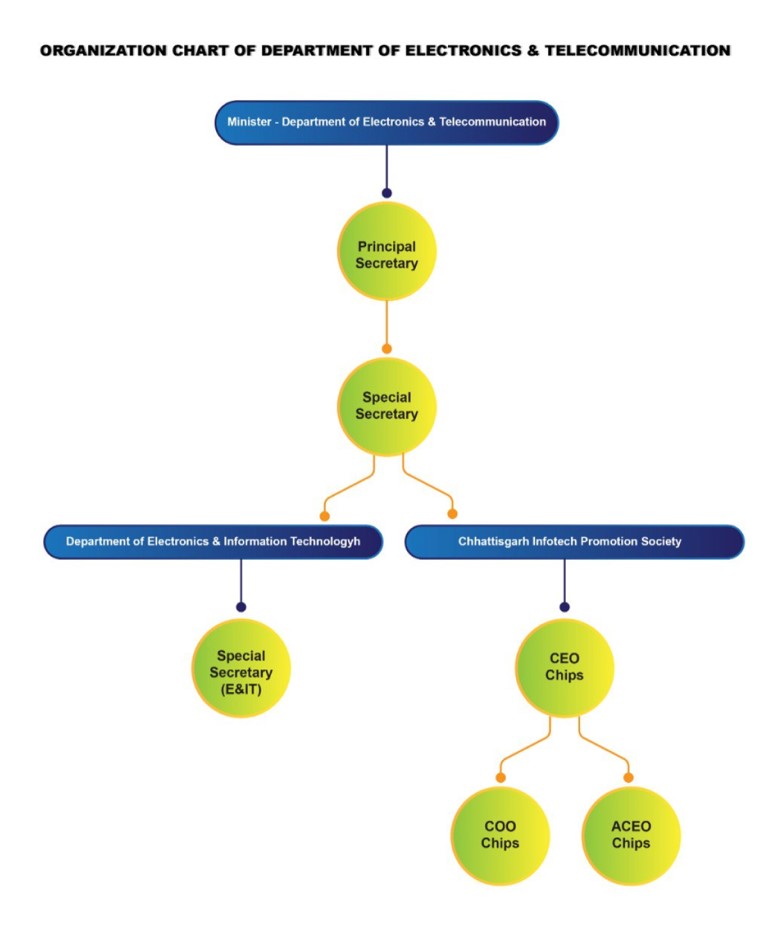 ORGANIZATION CHART OF DEPARTMENT OF ELECTRONICS & TELECOMMUNICATION
Minister - Department of Electronics & Telecommunication
Principal
Secretary
Special
Secretary
Department of Electronics & Information Technologyh
Chhattisgarh Infotech Promotion Society
Special
Secretary
(E&IT)
CEO
Chips
COO
Chips
ACEO
Chips